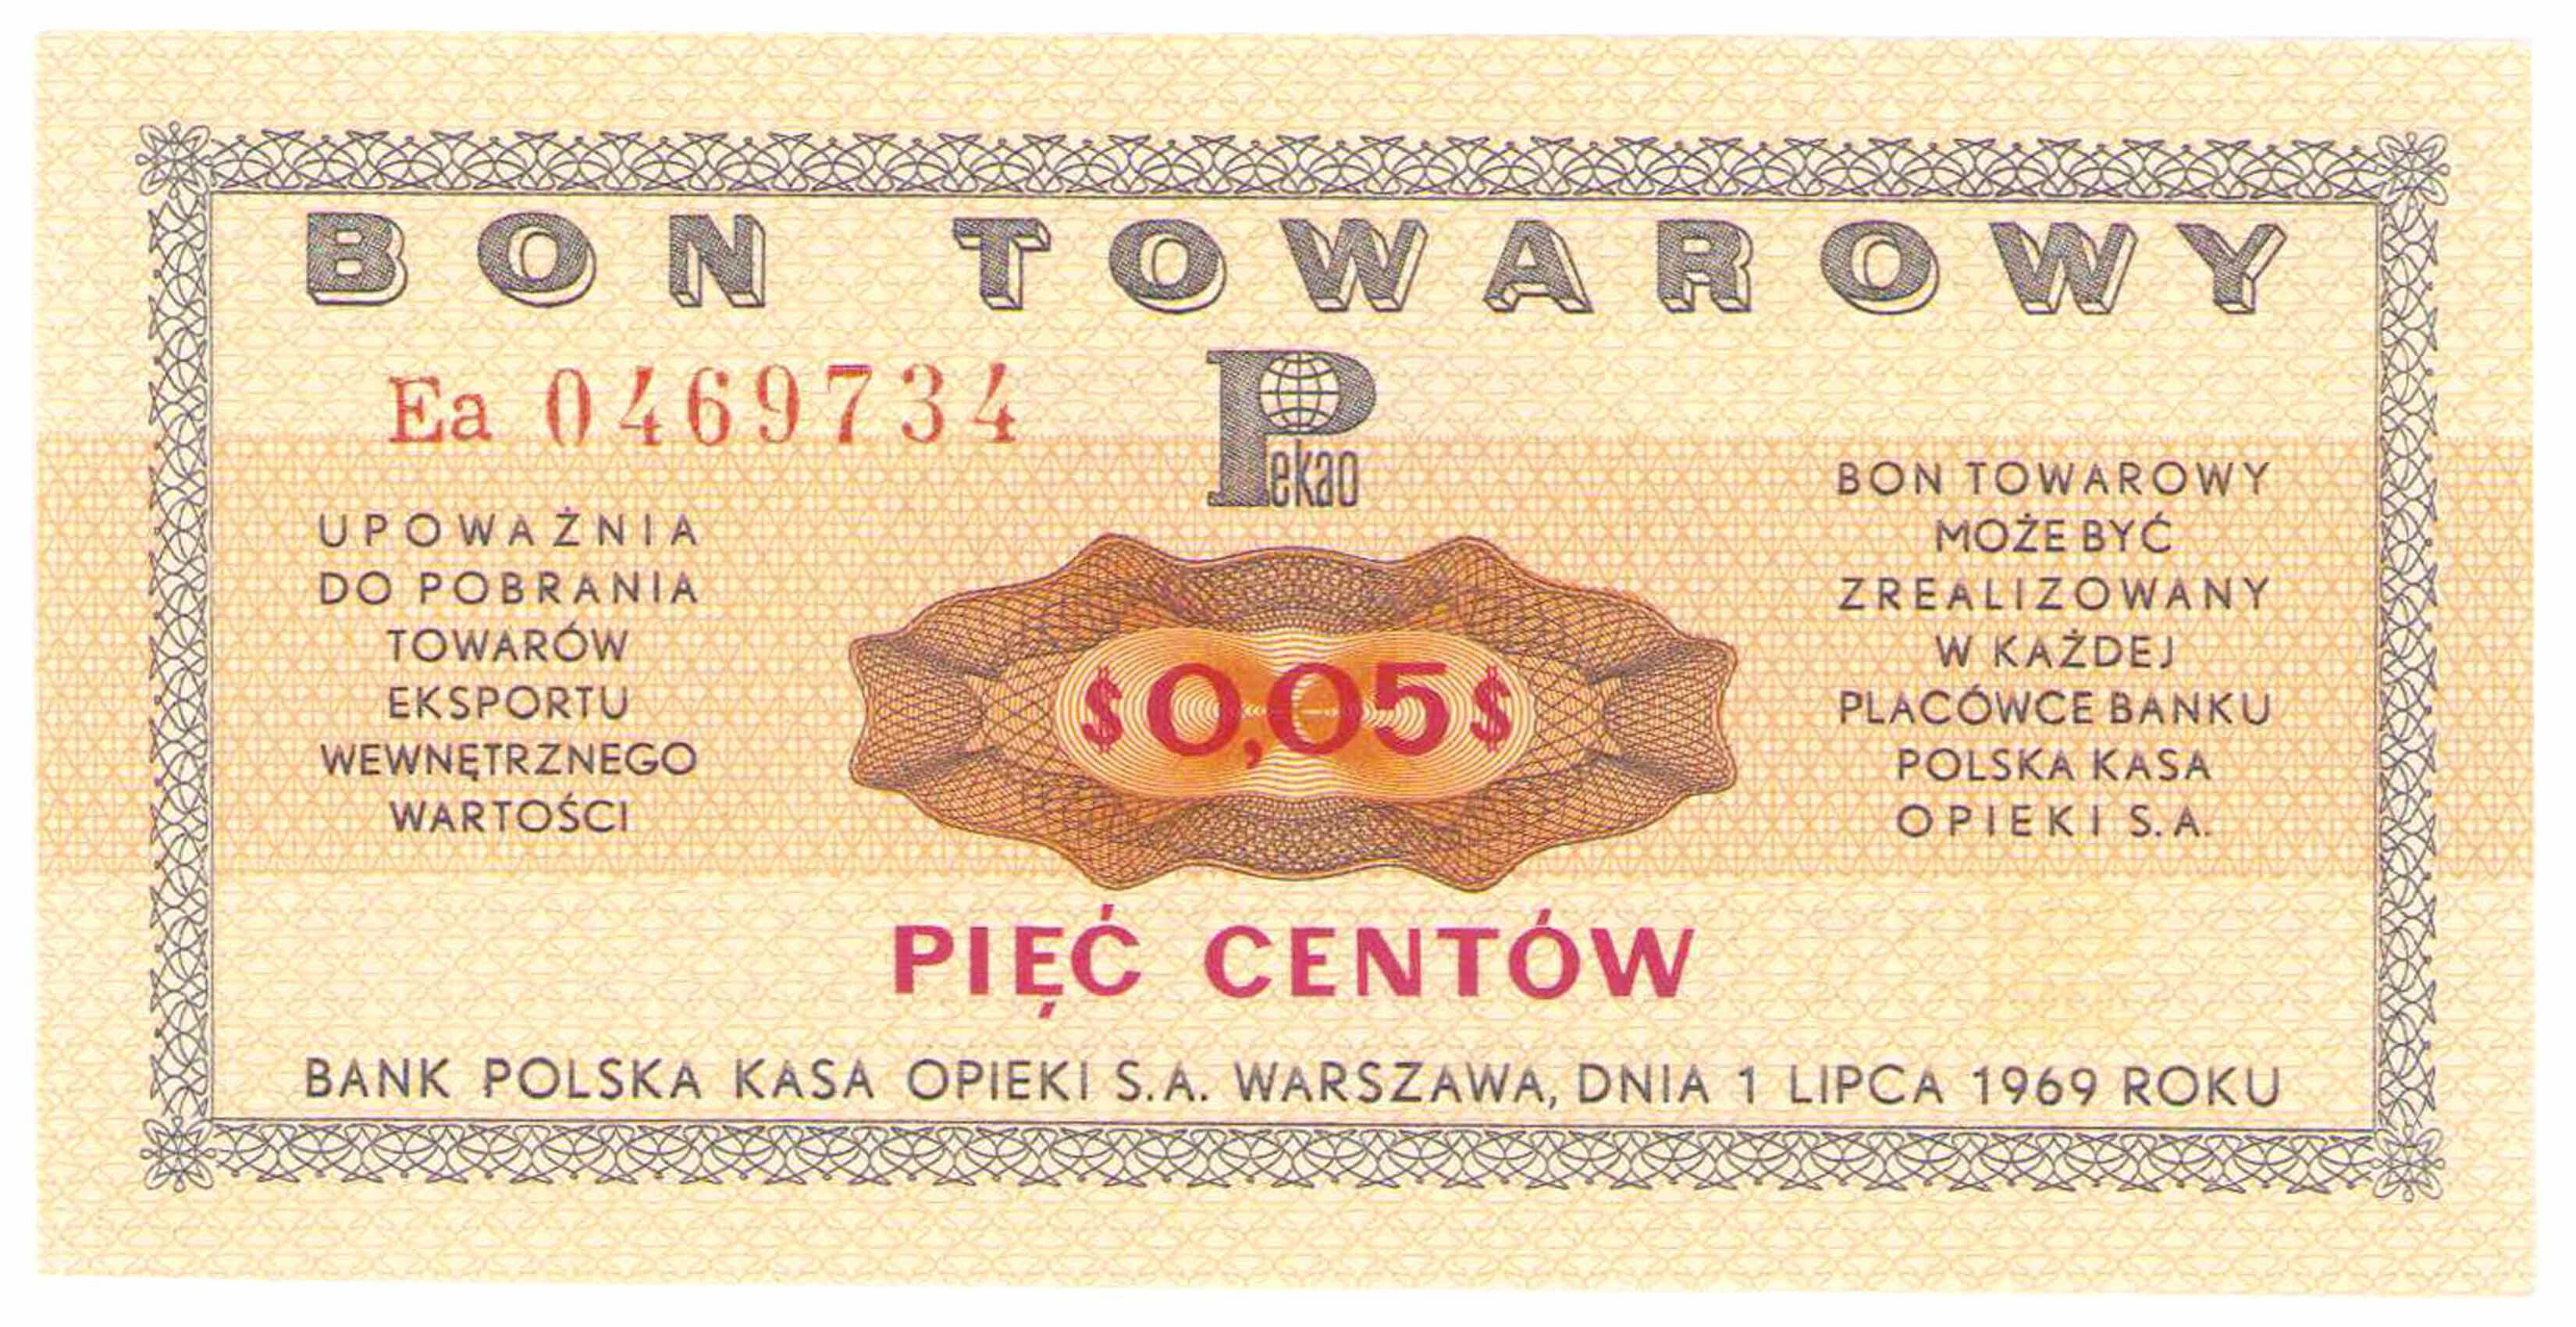 BON TOWAROWY
Ea 0469734
Pekao
UPOWAŻNIA
DO POBRANIA
TOWARÓW
EKSPORTU
WEWNĘTRZNEGO
WARTOŚCI
$0,05$
BON TOWAROWY
MOŻE BYĆ
ZREALIZOWANY
W KAŻDEJ
PLACÓWCE BANKU
POLSKA KASA
OPIEKI S.A.
PIĘĆ CENTÓW
BANK POLSKA KASA OPIEKI S.A. WARSZAWA, DNIA 1 LIPCA 1969 ROKU